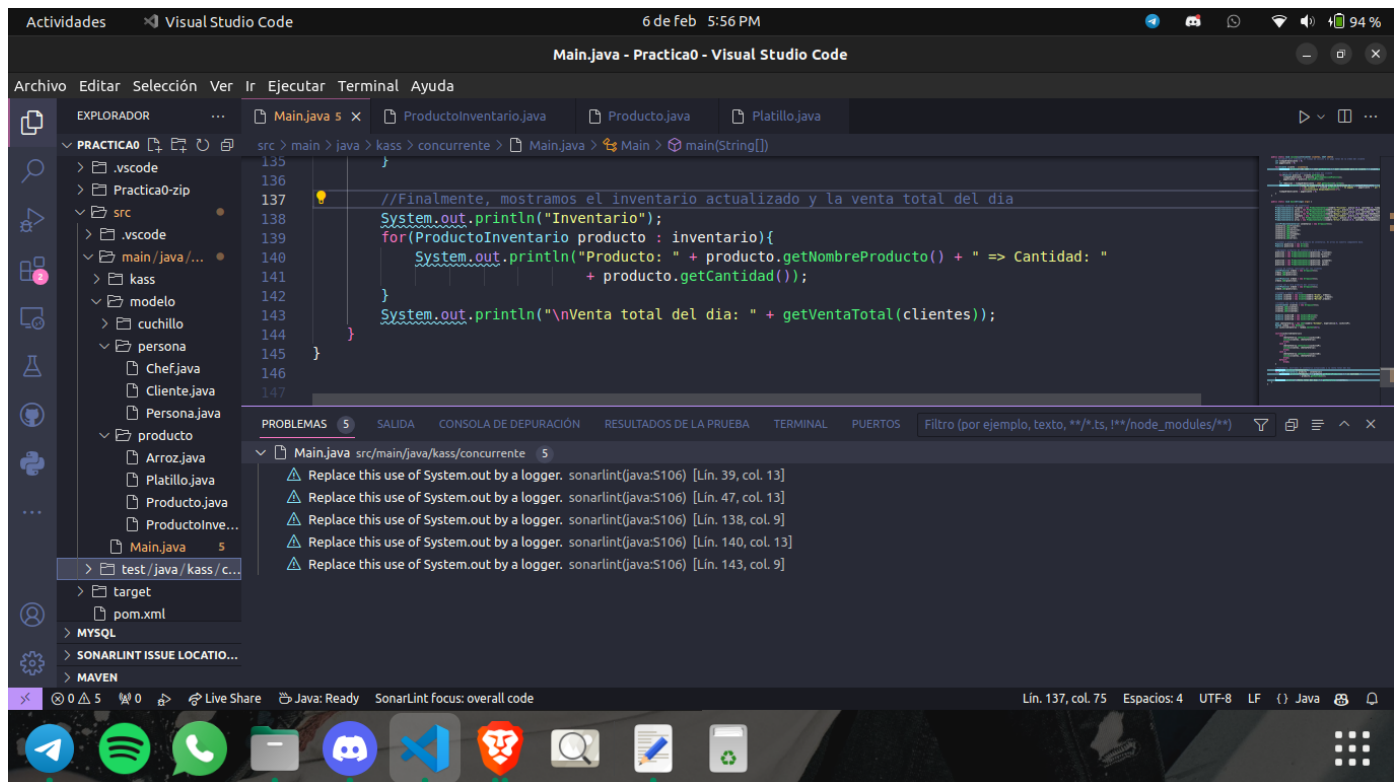 Actividades Visual Studio Code 6 de feb 5:56 PM 94 %
Main.java - Practica0 - Visual Studio Code
Archivo Editar Selección Ver Ir Ejecutar Terminal Ayuda
EXPLORADOR ...
PRACTICA0
.vscode
Practica0-zip
src
.vscode
main/java/...
kass
modelo
cuchillo
persona
Chef.java
Cliente.java
Persona.java
producto
Arroz.java
Platillo.java
Producto.java
ProductoInve...
Main.java 5
test/java/kass/c...
target
pom.xml
MYSQL
SONARLINT ISSUE LOCATIO...
MAVEN
2
Main.java 5 ProductoInventario.java Producto.java Platillo.java
src > main > java > kass > concurrente > Main.java > Main > main(String[])
135 }
136
137 //Finalmente, mostramos el inventario actualizado y la venta total del dia
138 System.out.println("Inventario");
139 for(ProductoInventario producto : inventario){
140 System.out.println("Producto: " + producto.getNombreProducto() + " => Cantidad: "
141 + producto.getCantidad());
142 }
143 System.out.println("\nVenta total del dia: " + getVentaTotal(clientes));
144 }
145 }
146
147
PROBLEMAS 5 SALIDA CONSOLA DE DEPURACIÓN RESULTADOS DE LA PRUEBA TERMINAL PUERTOS Filtro (por ejemplo, texto, **/*.ts, !**/node_modules/**)
Main.java src/main/java/kass/concurrente 5
Replace this use of System.out by a logger. sonarlint(java:S106) [Lín. 39, col. 13]
Replace this use of System.out by a logger. sonarlint(java:S106) [Lín. 47, col. 13]
Replace this use of System.out by a logger. sonarlint(java:S106) [Lín. 138, col. 9]
Replace this use of System.out by a logger. sonarlint(java:S106) [Lín. 140, col. 13]
Replace this use of System.out by a logger. sonarlint(java:S106) [Lín. 143, col. 9]
0 5 0 Live Share Java: Ready SonarLint focus: overall code Lín. 137, col. 75 Espacios: 4 UTF-8 LF {} Java